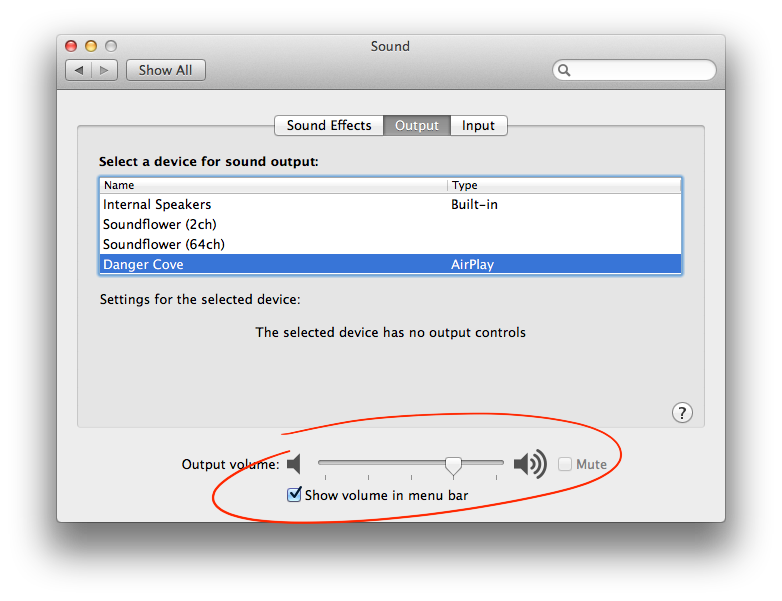 Sound
Show All
Sound Effects Output Input
Select a device for sound output:
Name Type
Internal Speakers Built-in
Soundflower (2ch)
Soundflower (64ch)
Danger Cove AirPlay
Settings for the selected device:
The selected device has no output controls
?
Output volume: Mute
Show volume in menu bar